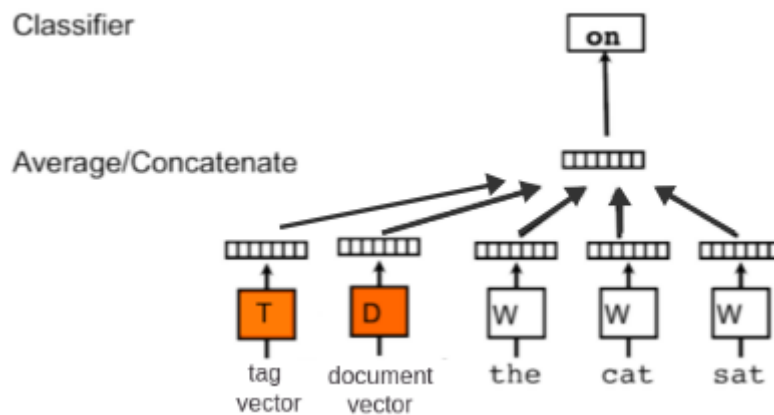 Classifier
on
Average/Concatenate
T
D
W
W
W
tag
vector
document
vector
the
cat
sat